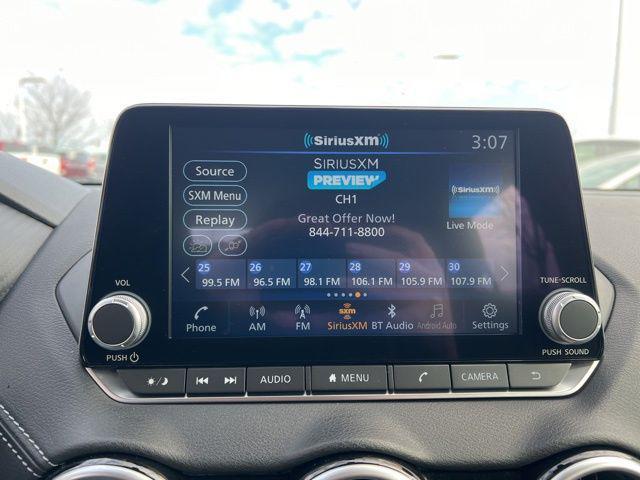 SiriusXM
3:07
Source
SXM Menu
Replay
SIRIUSXM
PREVIEW
CH1
Great Offer Now!
844-711-8800
SiriusXM
Live Mode
25 26 27 28 29 30
99.5 FM 96.5 FM 98.1 FM 106.1 FM 105.9 FM 107.9 FM
Phone AM FM SiriusXM BT Audio Android Auto Settings
sxm
VOL
PUSH
TUNE·SCROLL
PUSH SOUND
AUDIO MENU CAMERA